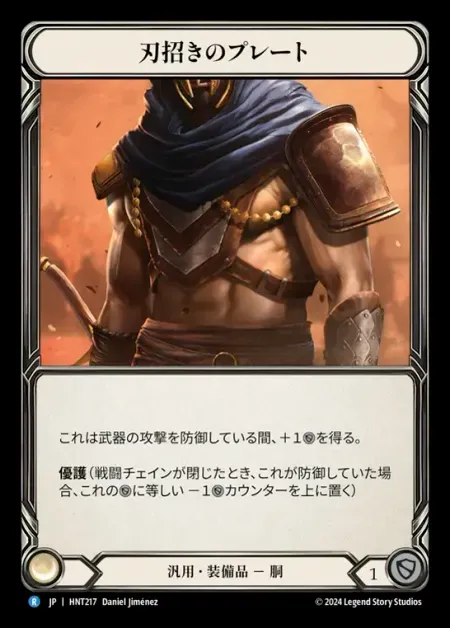 刃招きのプレート
これは武器の攻撃を防御している間、＋１を得る。
優護（戦闘チェインが閉じたとき、これが防御していた場
合、これのに等しい －１カウンターを上に置く）
汎用・装備品 － 胴
1
R JP | HNT217 Daniel Jiménez
© 2024 Legend Story Studios